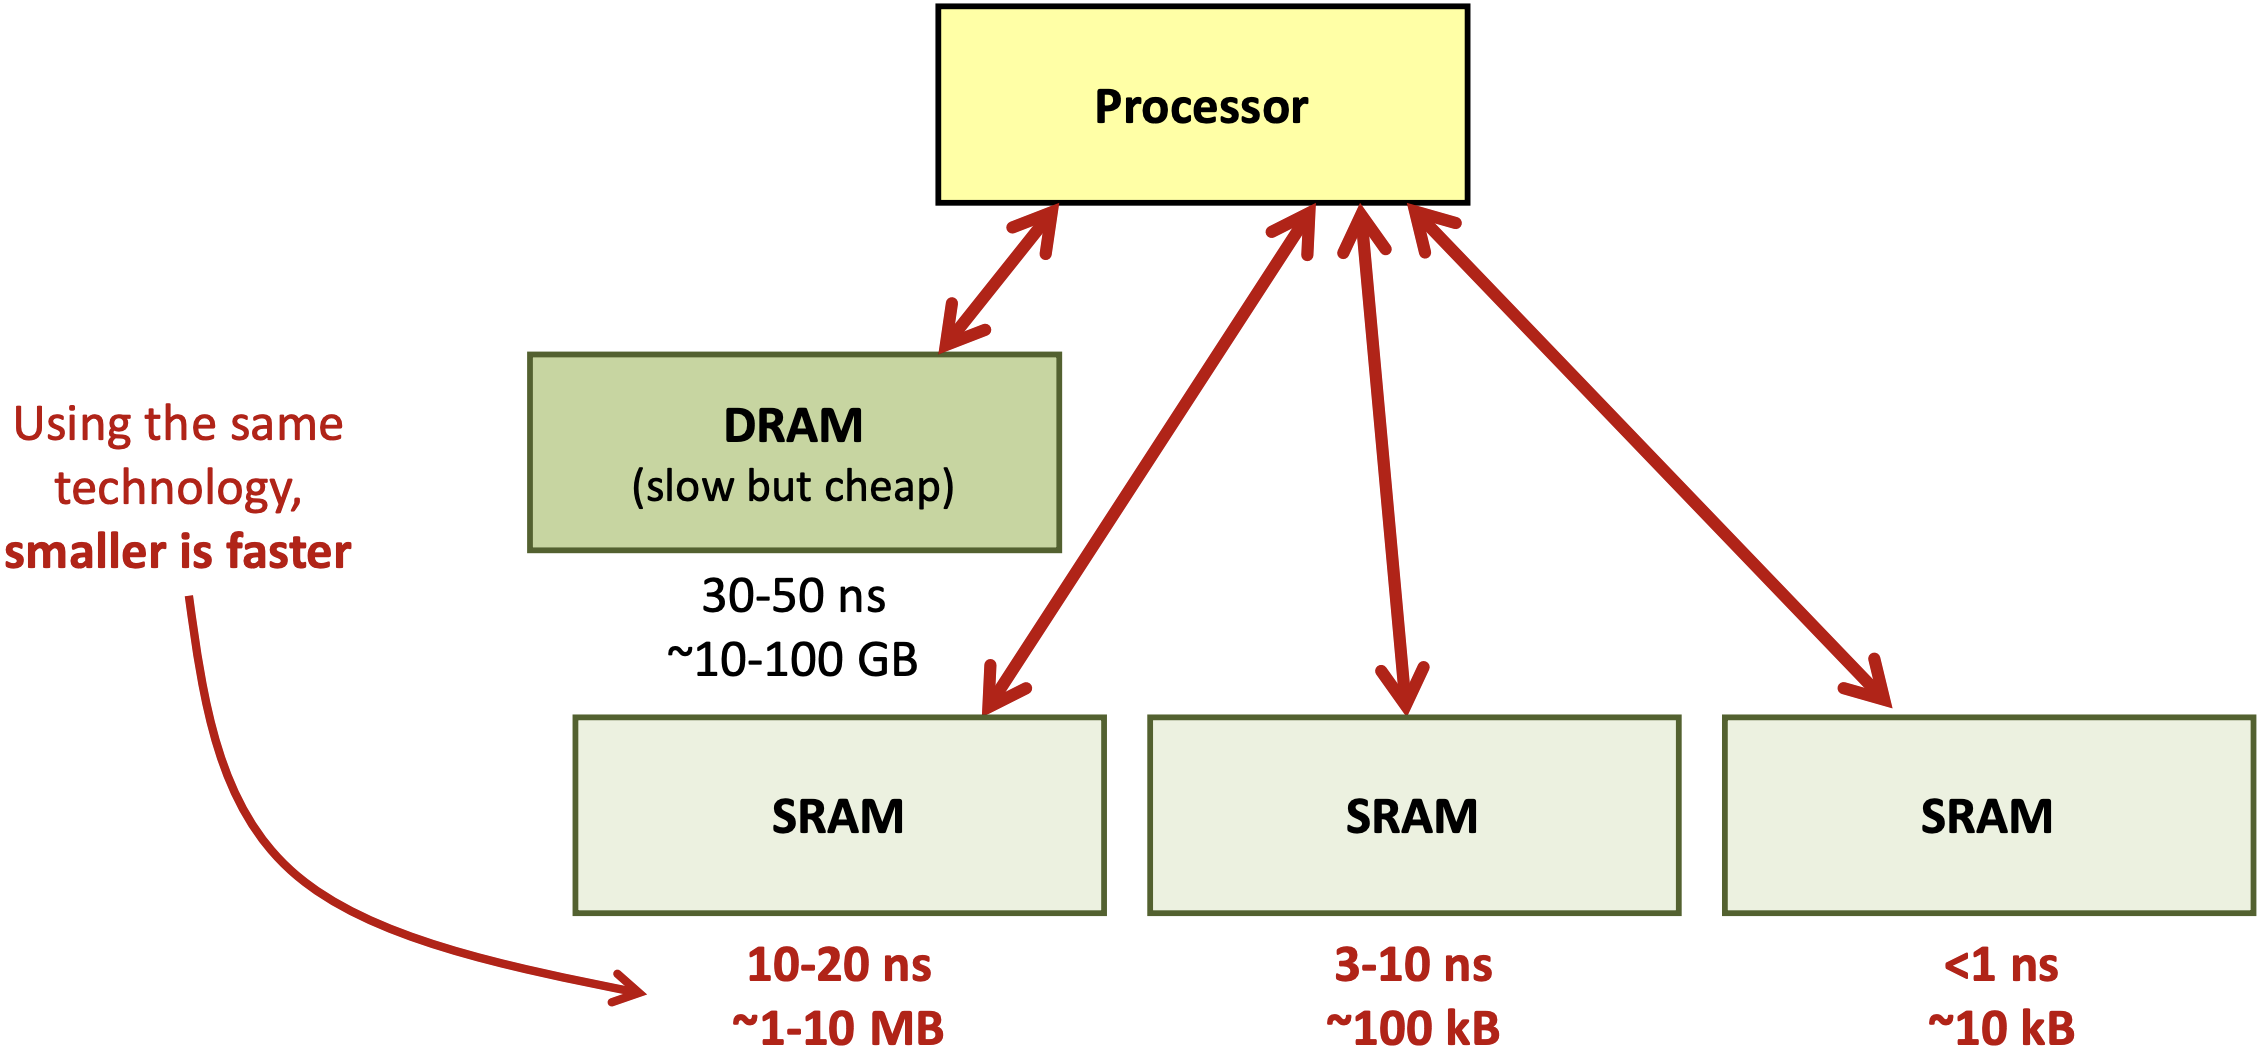 Processor
Using the same
technology,
smaller is faster
DRAM
(slow but cheap)
30-50 ns
~10-100 GB
SRAM
10-20 ns
~1-10 MB
SRAM
3-10 ns
~100 kB
SRAM
<1 ns
~10 kB